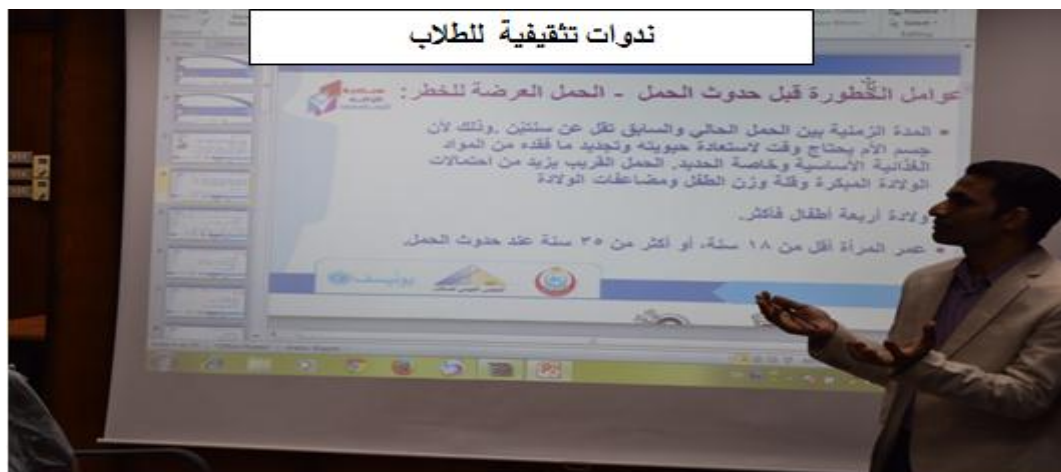 ندوات تثقيفية للطلاب
عوامل الخطورة قبل حدوث الحمل - الحمل العرضة للخطر:
المدة الزمنية بين الحمل الحالي والسابق تقل عن سنتين .وذلك لأن
جسم الأم يحتاج وقت لاستعادة حيويته وتجديد ما فقده من المواد
الغذائية الأساسية وخاصة الحديد. الحمل القريب يزيد من احتمالات
الولادة المبكرة وقلة وزن الطفل ومضاعفات الولادة
ولادة أربعة أطفال فأكثر.
عمر المرأة أقل من ١٨ سنة، أو أكثر من ٣٥ سنة عند حدوث الحمل.
يونيسف